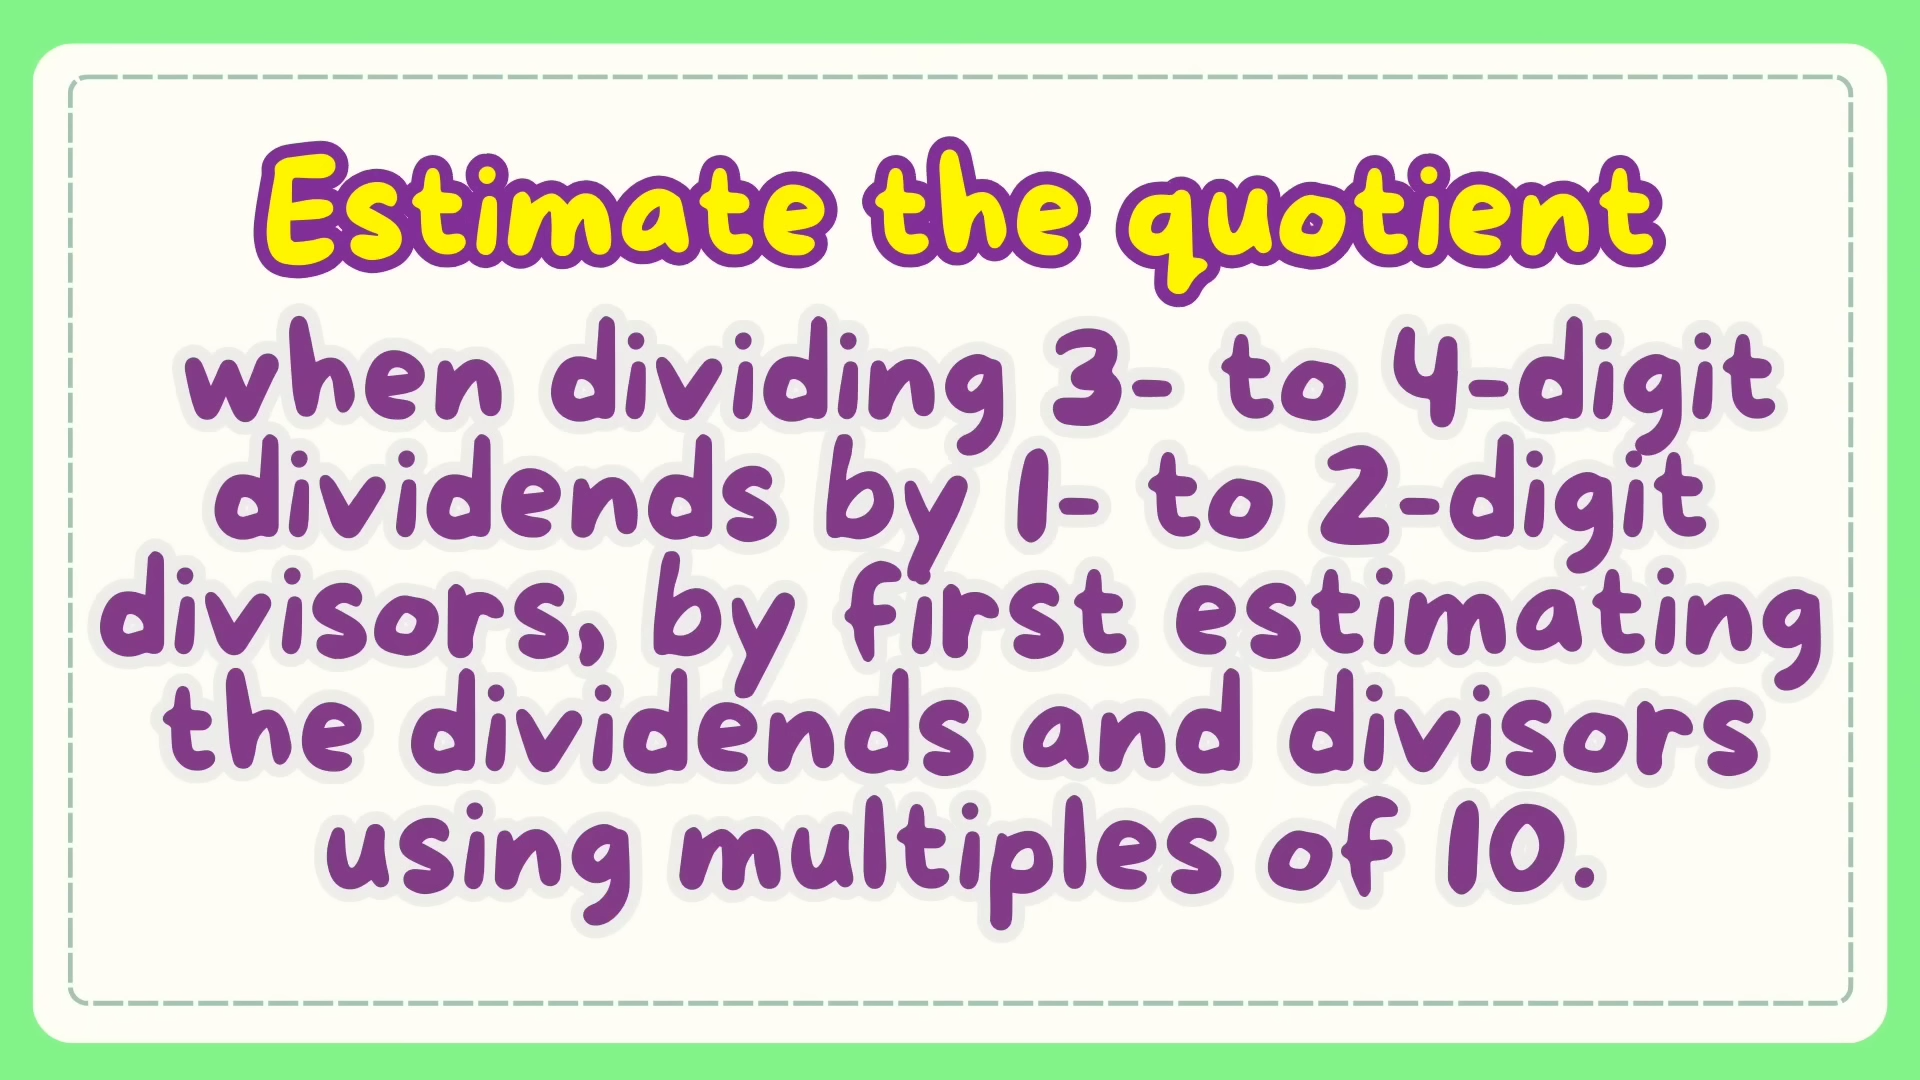 Estimate the quotient
when dividing 3- to 4-digit
dividends by 1- to 2-digit
divisors, by first estimating
the dividends and divisors
using multiples of 10.